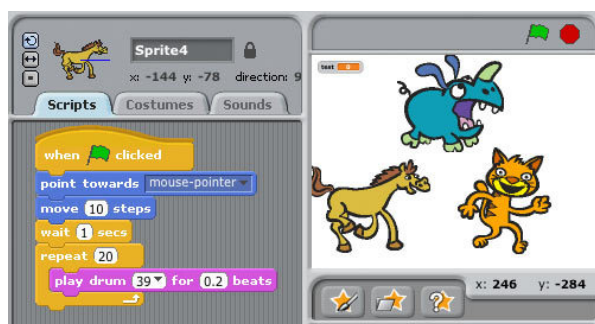 Sprite4
x: -144 y: -78 direction: 9
Scripts Costumes Sounds
when clicked
point towards mouse-pointer
move 10 steps
wait 1 secs
repeat 20
play drum 39 for 0.2 beats
x: 246 y: -284